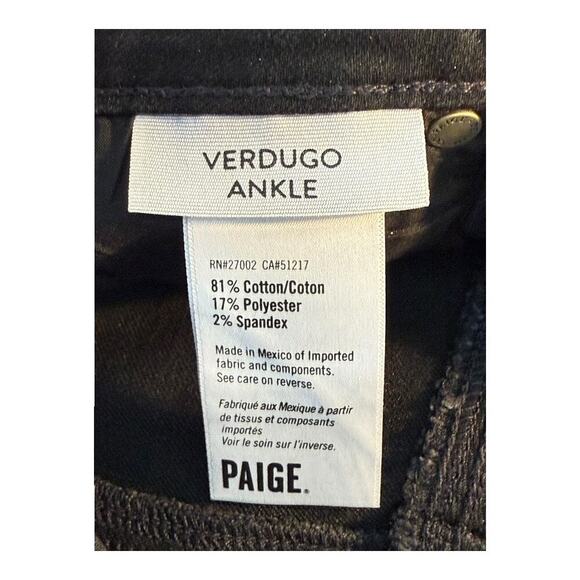 VERDUGO
ANKLE
RN#27002 CA#51217
81% Cotton/Coton
17% Polyester
2% Spandex
Made in Mexico of Imported
fabric and components.
See care on reverse.
Fabriqué aux Mexique à partir
de tissus et composants
importés
Voir le soin sur l'inverse.
PAIGE.